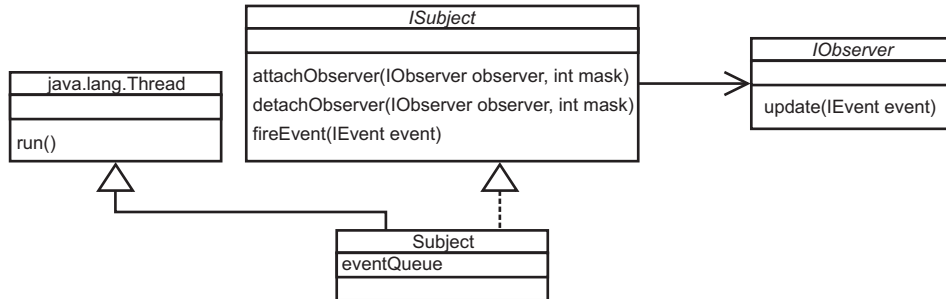 ISubject
attachObserver(IObserver observer, int mask)
detachObserver(IObserver observer, int mask)
fireEvent(IEvent event)
IObserver
update(IEvent event)
java.lang.Thread
run()
Subject
eventQueue